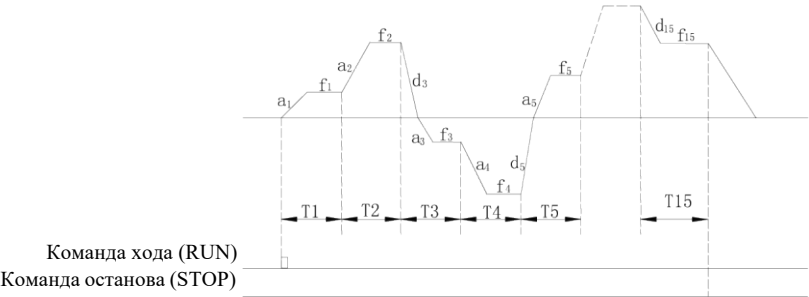 d15 f15
f2
a2 f5
f1 d3
a1 a5
f3
a3 a4 d5
f4
T1 T2 T3 T4 T5 T15
Команда хода (RUN)
Команда останова (STOP)